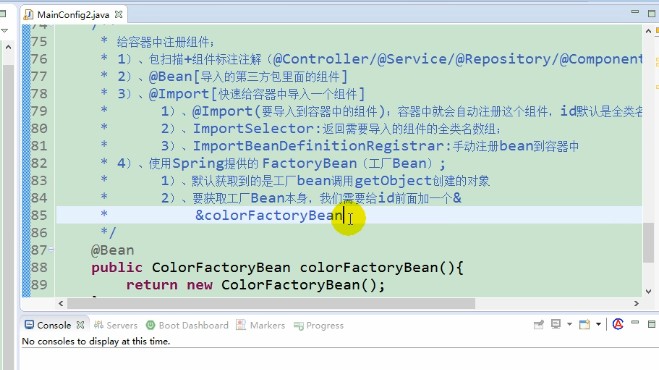 MainConfig2.java
75 * 给容器中注册组件;
76 * 1)、包扫描+组件标注注解(@Controller/@Service/@Repository/@Component
77 * 2)、@Bean[导入的第三方包里面的组件]
78 * 3)、@Import[快速给容器中导入一个组件]
79 * 1)、@Import(要导入到容器中的组件);容器中就会自动注册这个组件,id默认是全类名
80 * 2)、ImportSelector:返回需要导入的组件的全类名数组;
81 * 3)、ImportBeanDefinitionRegistrar:手动注册bean到容器中
82 * 4)、使用Spring提供的 FactoryBean(工厂Bean);
83 * 1)、默认获取到的是工厂bean调用getObject创建的对象
84 * 2)、要获取工厂Bean本身,我们需要给id前面加一个&
85 * &colorFactoryBean
86 */
87 @Bean
88 public ColorFactoryBean colorFactoryBean(){
89 return new ColorFactoryBean();
Console Servers Boot Dashboard Markers Progress
No consoles to display at this time.